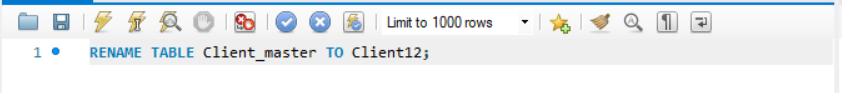 Limit to 1000 rows
1 RENAME TABLE Client_master TO Client12;